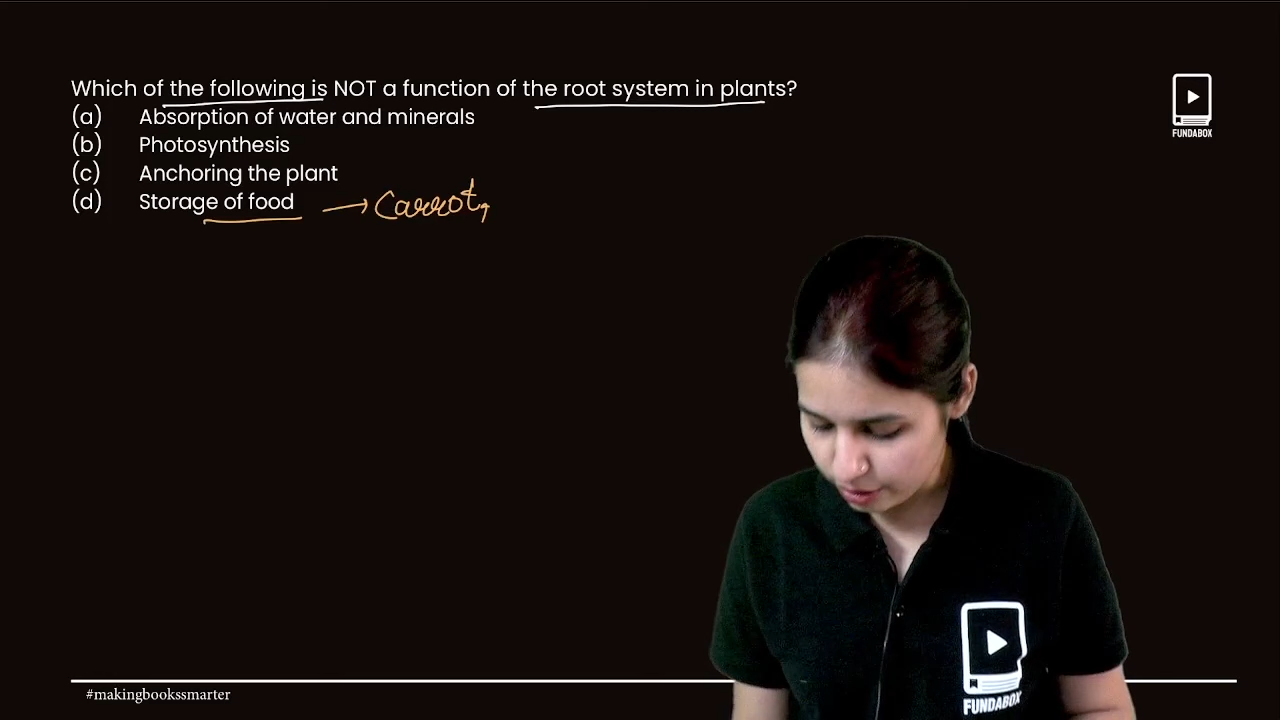 Which of the following is NOT a function of the root system in plants?
(a) Absorption of water and minerals
(b) Photosynthesis
(c) Anchoring the plant
(d) Storage of food → Carrot,
FUNDABOX
FUNDABOX
#makingbookssmarter